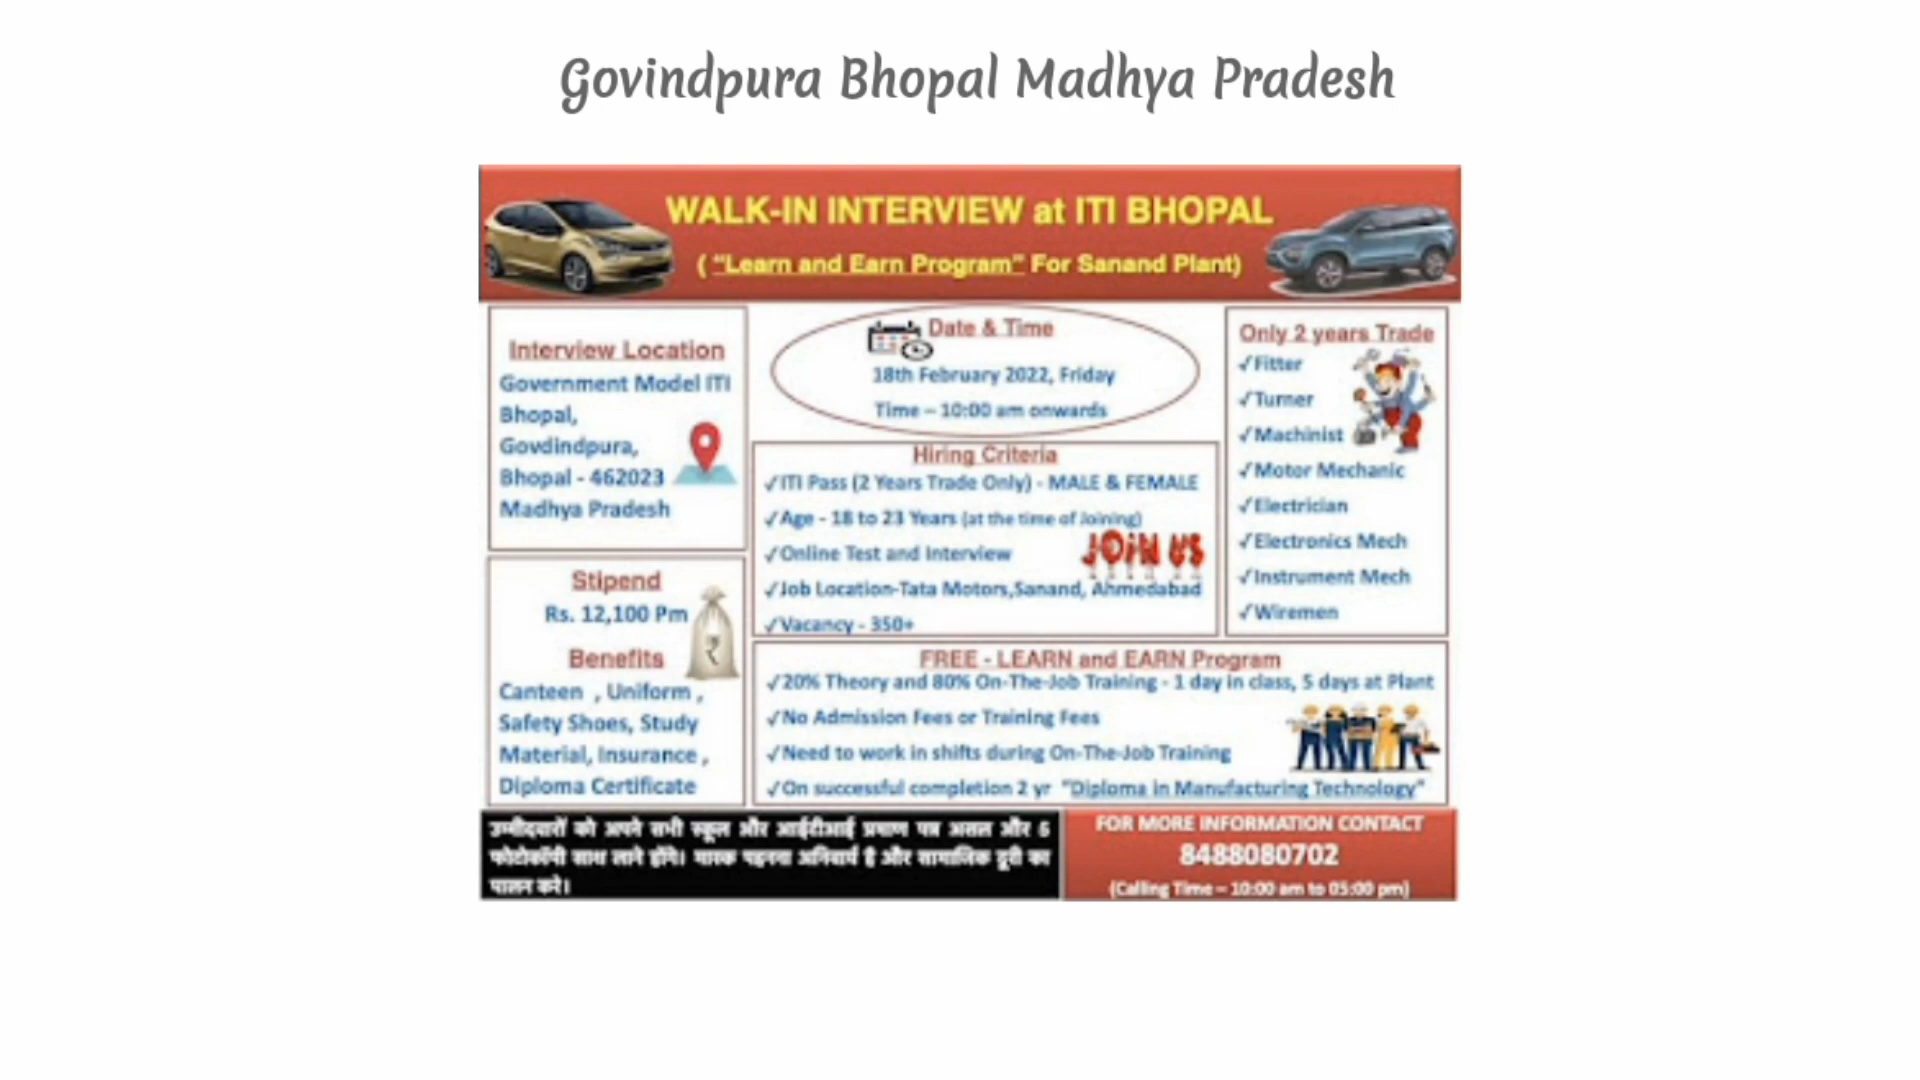 Govindpura Bhopal Madhya Pradesh
WALK-IN INTERVIEW at ITI BHOPAL
( “Learn and Earn Program” For Sanand Plant)
Interview Location
Government Model ITI
Bhopal,
Govdindpura,
Bhopal - 462023
Madhya Pradesh
Stipend
Rs. 12,100 Pm
₹
Benefits
Canteen , Uniform ,
Safety Shoes, Study
Material, Insurance ,
Diploma Certificate
Date & Time
18th February 2022, Friday
Time – 10:00 am onwards
Hiring Criteria
✓ITI Pass (2 Years Trade Only) - MALE & FEMALE
✓Age - 18 to 23 Years (at the time of Joining)
✓Online Test and Interview
JOIN US
✓Job Location-Tata Motors,Sanand, Ahmedabad
✓Vacancy - 350+
Only 2 years Trade
✓Fitter
✓Turner
✓Machinist
✓Motor Mechanic
✓Electrician
✓Electronics Mech
✓Instrument Mech
✓Wiremen
FREE - LEARN and EARN Program
✓20% Theory and 80% On-The-Job Training - 1 day in class, 5 days at Plant
✓No Admission Fees or Training Fees
✓Need to work in shifts during On-The-Job Training
✓On successful completion 2 yr “Diploma in Manufacturing Technology”
उम्मीदवारों को अपने सभी स्कूल और आईटीआई प्रमाण पत्र असल और 6
फोटोकॉपी साथ लाने होंगे। मास्क पहनना अनिवार्य है और सामाजिक दूरी का
पालन करे।
FOR MORE INFORMATION CONTACT
8488080702
(Calling Time – 10:00 am to 05:00 pm)